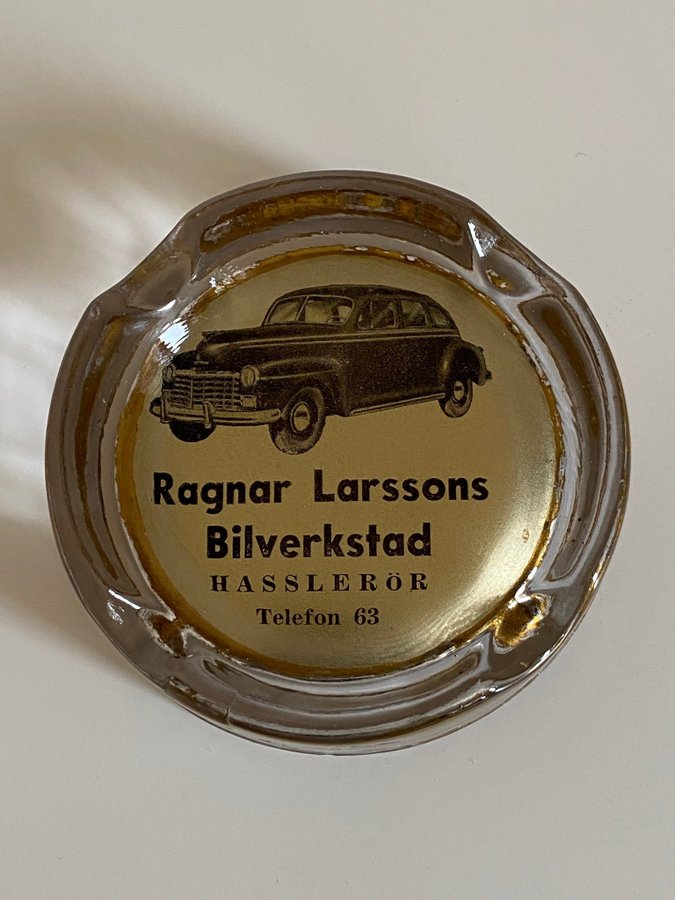 Ragnar Larssons
Bilverkstad
HASSLERöR
Telefon 63